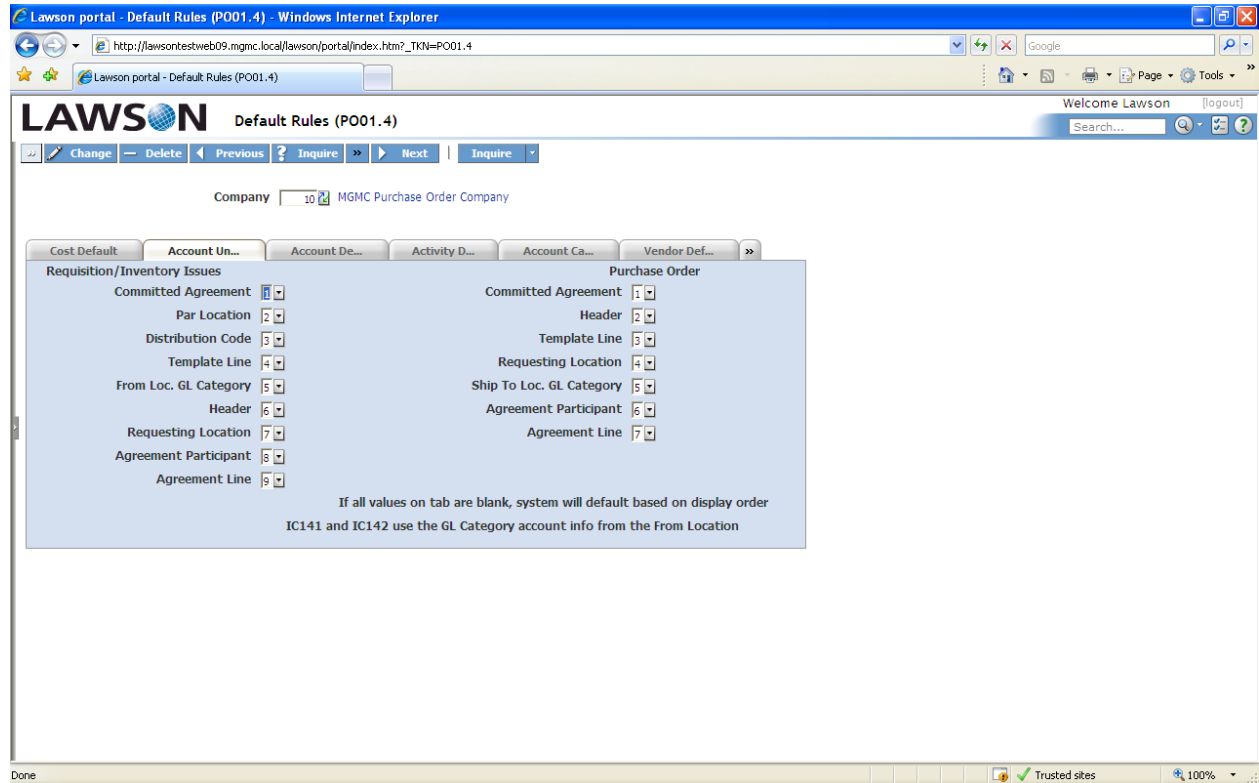 Lawson portal - Default Rules (PO01.4) - Windows Internet Explorer
http://lawsontestweb09.mgmc.local/lawson/portal/index.htm?_TKN=PO01.4
Google
Lawson portal - Default Rules (PO01.4)
Page Tools »
LAWSON Default Rules (PO01.4)
Welcome Lawson [logout]
Search...
Change Delete Previous Inquire » Next | Inquire
Company 10 MGMC Purchase Order Company
Cost Default Account Un... Account De... Activity D... Account Ca... Vendor Def... »
Requisition/Inventory Issues Purchase Order
Committed Agreement 1 Committed Agreement 1
Par Location 2 Header 2
Distribution Code 3 Template Line 3
Template Line 4 Requesting Location 4
From Loc. GL Category 5 Ship To Loc. GL Category 5
Header 6 Agreement Participant 6
Requesting Location 7 Agreement Line 7
Agreement Participant 8
Agreement Line 9
If all values on tab are blank, system will default based on display order
IC141 and IC142 use the GL Category account info from the From Location
Done Trusted sites 100%